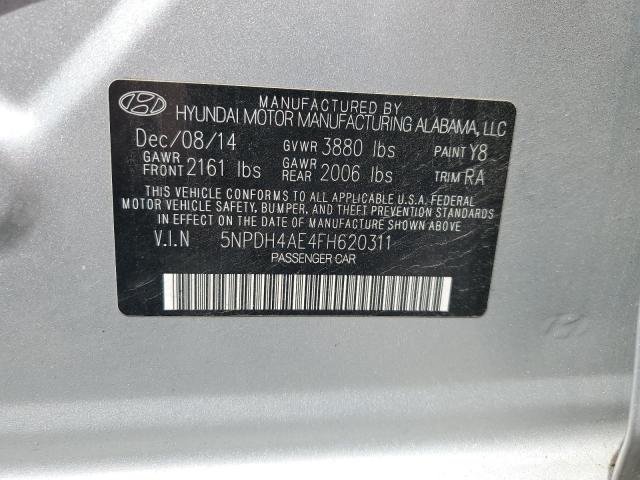 MANUFACTURED BY
HYUNDAI MOTOR MANUFACTURING ALABAMA, LLC
Dec/08/14 GVWR 3880 lbs PAINT Y8
GAWR FRONT 2161 lbs GAWR REAR 2006 lbs TRIM RA
THIS VEHICLE CONFORMS TO ALL APPLICABLE U.S.A. FEDERAL
MOTOR VEHICLE SAFETY, BUMPER, AND THEFT PREVENTION
STANDARDS IN EFFECT ON THE DATE OF MANUFACTURE SHOWN ABOVE
V.I.N 5NPDH4AE4FH620311
PASSENGER CAR